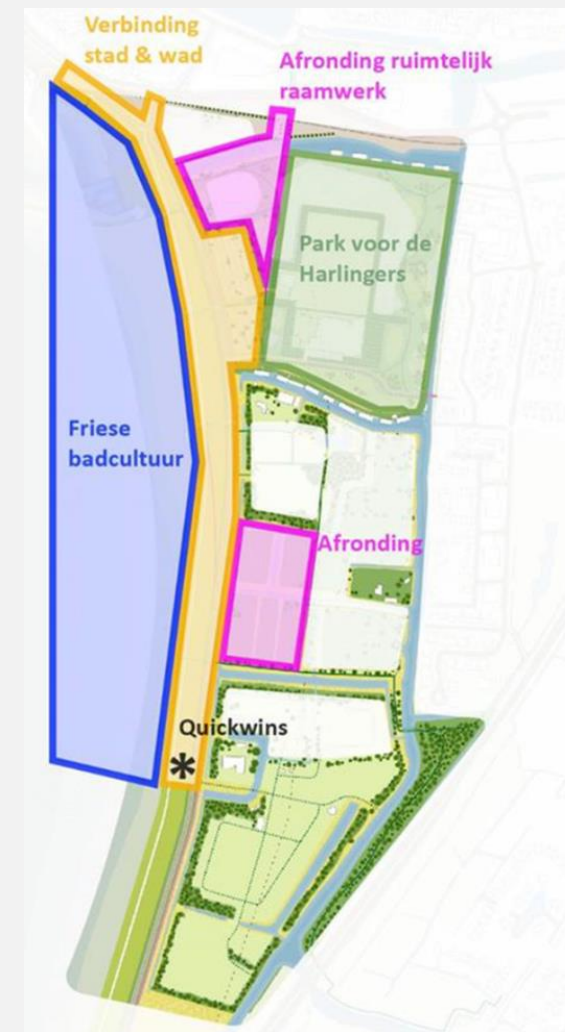 Verbinding
stad & wad
Afronding ruimtelijk
raamwerk
Park voor de
Harlingers
Friese
badcultuur
Afronding
Quickwins
*